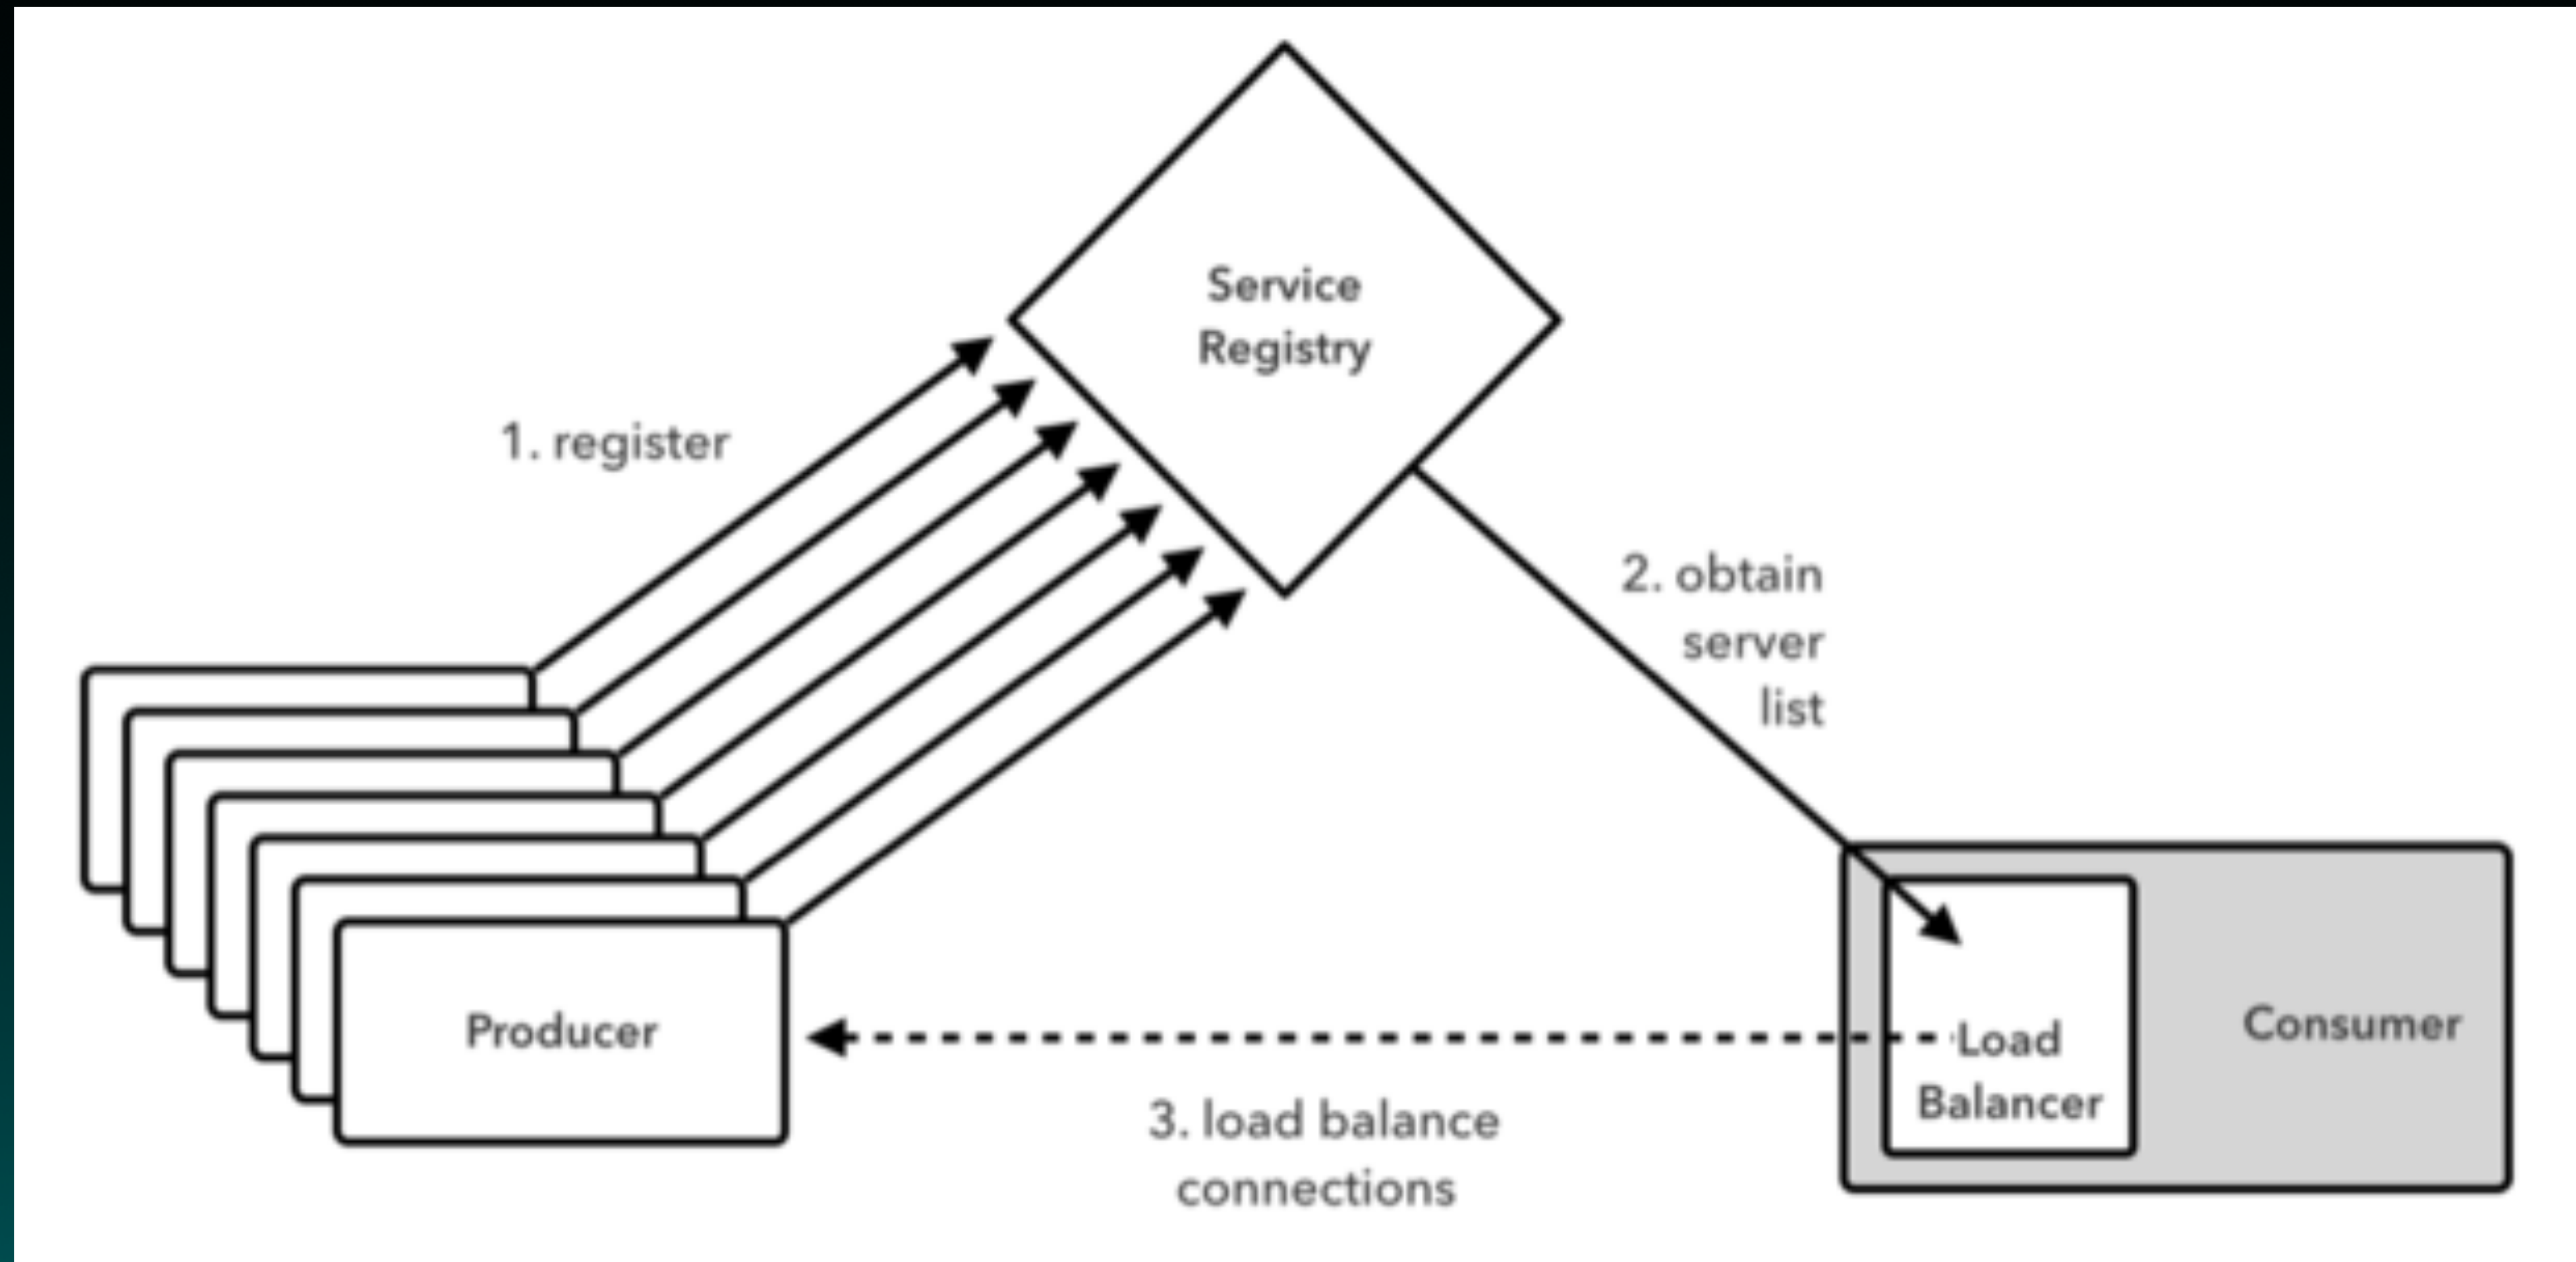 Service
Registry
1. register
2. obtain
server
list
Producer
Load
Balancer
Consumer
3. load balance
connections